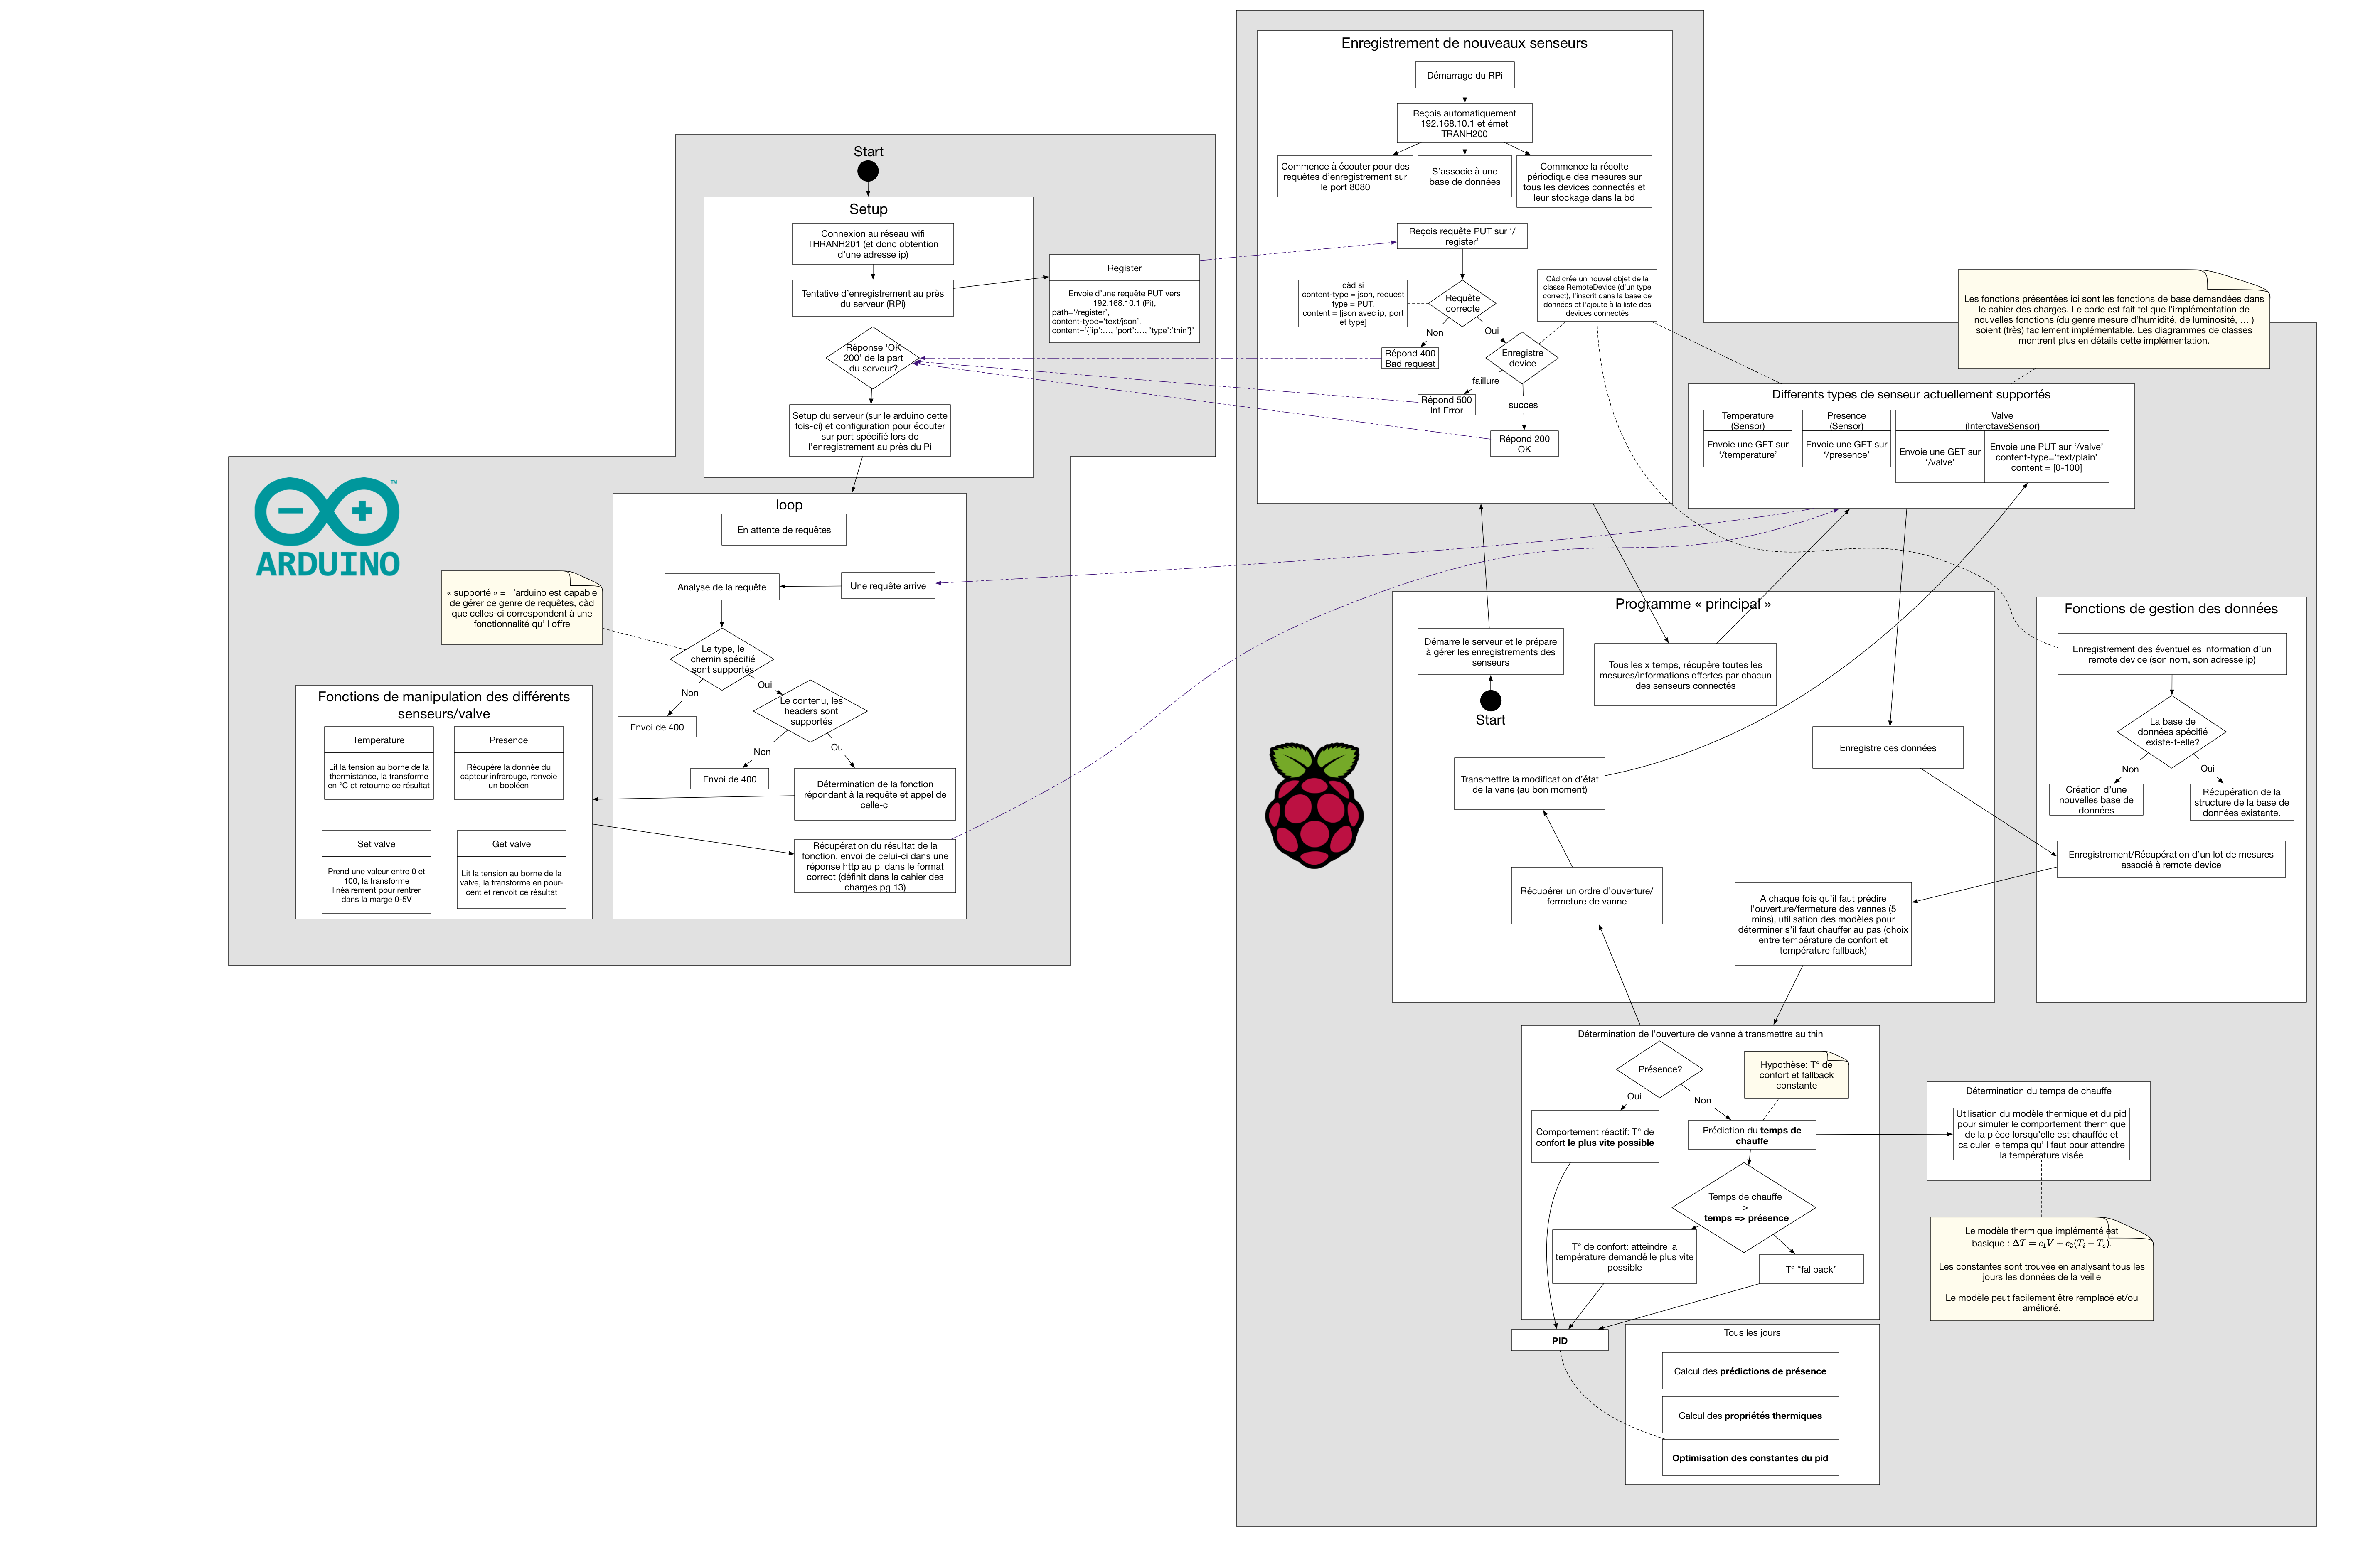 Start
Setup
Connexion au réseau wifi
THRANH201 (et donc obtention
d'une adresse ip)
Tentative d'enregistrement au près
du serveur (RPi)
Réponse 'OK
200' de la part
du serveur?
Setup du serveur (sur le arduino cette
fois-ci) et configuration pour écouter
sur port spécifié lors de
l'enregistrement au près du Pi
Register
Envoie d'une requête PUT vers
192.168.10.1 (Pi),
path='/register',
content-type='text/json',
content='{'ip':…, 'port':…, 'type':'thin'}'
ARDUINO
TM
« supporté » = l'arduino est capable
de gérer ce genre de requêtes, càd
que celles-ci correspondent à une
fonctionnalité qu'il offre
loop
En attente de requêtes
Analyse de la requête
Une requête arrive
Le type, le
chemin spécifié
sont supportés
Non
Oui
Envoi de 400
Le contenu, les
headers sont
supportés
Non
Oui
Envoi de 400
Détermination de la fonction
répondant à la requête et appel de
celle-ci
Récupération du résultat de la
fonction, envoi de celui-ci dans une
réponse http au pi dans le format
correct (définit dans la cahier des
charges pg 13)
Fonctions de manipulation des différents
senseurs/valve
Temperature
Lit la tension au borne de la
thermistance, la transforme
en °C et retourne ce résultat
Presence
Récupère la donnée du
capteur infrarouge, renvoie
un booléen
Set valve
Prend une valeur entre 0 et
100, la transforme
linéairement pour rentrer
dans la marge 0-5V
Get valve
Lit la tension au borne de la
valve, la transforme en pour-
cent et renvoit ce résultat
Enregistrement de nouveaux senseurs
Démarrage du RPi
Reçois automatiquement
192.168.10.1 et émet
TRANH200
Commence à écouter pour des
requêtes d'enregistrement sur
le port 8080
S'associe à une
base de données
Commence la récolte
périodique des mesures sur
tous les devices connectés et
leur stockage dans la bd
Reçois requête PUT sur '/
register'
càd si
content-type = json, request
type = PUT,
content = [json avec ip, port
et type]
Requête
correcte
Càd crée un nouvel objet de la
classe RemoteDevice (d'un type
correct), l'inscrit dans la base de
données et l'ajoute à la liste des
devices connectés
Non
Oui
Répond 400
Bad request
Enregistre
device
faillure
succes
Répond 500
Int Error
Répond 200
OK
Les fonctions présentées ici sont les fonctions de base demandées dans
le cahier des charges. Le code est fait tel que l'implémentation de
nouvelles fonctions (du genre mesure d'humidité, de luminosité, … )
soient (très) facilement implémentable. Les diagrammes de classes
montrent plus en détails cette implémentation.
Differents types de senseur actuellement supportés
Temperature
(Sensor)
Envoie une GET sur
'/temperature'
Presence
(Sensor)
Envoie une GET sur
'/presence'
Valve
(InterctaveSensor)
Envoie une GET sur
'/valve'
Envoie une PUT sur '/valve'
content-type='text/plain'
content = [0-100]
Programme « principal »
Démarre le serveur et le prépare
à gérer les enregistrements des
senseurs
Start
Tous les x temps, récupère toutes les
mesures/informations offertes par chacun
des senseurs connectés
Enregistre ces données
Transmettre la modification d'état
de la vane (au bon moment)
Récupérer un ordre d'ouverture/
fermeture de vanne
A chaque fois qu'il faut prédire
l'ouverture/fermeture des vannes (5
mins), utilisation des modèles pour
déterminer s'il faut chauffer au pas (choix
entre température de confort et
température fallback)
Fonctions de gestion des données
Enregistrement des éventuelles information d'un
remote device (son nom, son adresse ip)
La base de
données spécifié
existe-t-elle?
Non
Oui
Création d'une
nouvelles base de
données
Récupération de la
structure de la base de
données existante.
Enregistrement/Récupération d'un lot de mesures
associé à remote device
Détermination de l'ouverture de vanne à transmettre au thin
Présence?
Hypothèse: T° de
confort et fallback
constante
Oui
Non
Comportement réactif: T° de
confort le plus vite possible
Prédiction du temps de
chauffe
Temps de chauffe
>
temps => présence
T° de confort: atteindre la
température demandé le plus vite
possible
T° "fallback"
PID
Détermination du temps de chauffe
Utilisation du modèle thermique et du pid
pour simuler le comportement thermique
de la pièce lorsqu'elle est chauffée et
calculer le temps qu'il faut pour attendre
la température visée
Le modèle thermique implémenté est
basique : ΔT = c₁V + c₂(Tᵢ − Tₑ).
Les constantes sont trouvée en analysant tous les
jours les données de la veille
Le modèle peut facilement être remplacé et/ou
amélioré.
Tous les jours
Calcul des prédictions de présence
Calcul des propriétés thermiques
Optimisation des constantes du pid